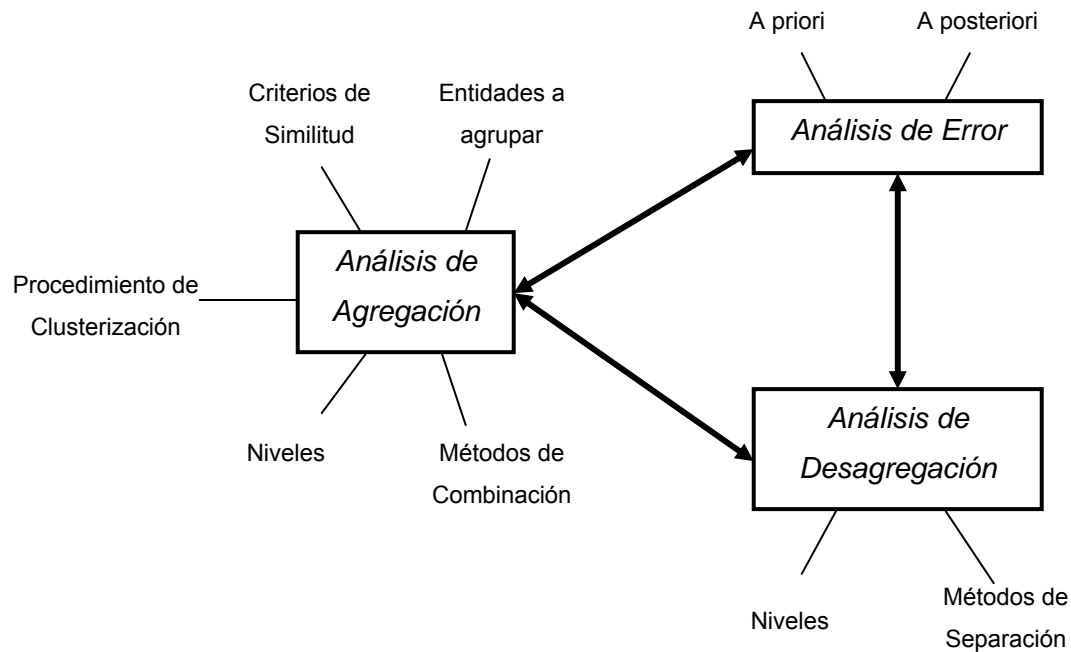 A priori
A posteriori
Criterios de
Similitud
Entidades a
agrupar
Análisis de Error
Análisis de
Agregación
Procedimiento de
Clusterización
Niveles
Métodos de
Combinación
Análisis de
Desagregación
Niveles
Métodos de
Separación